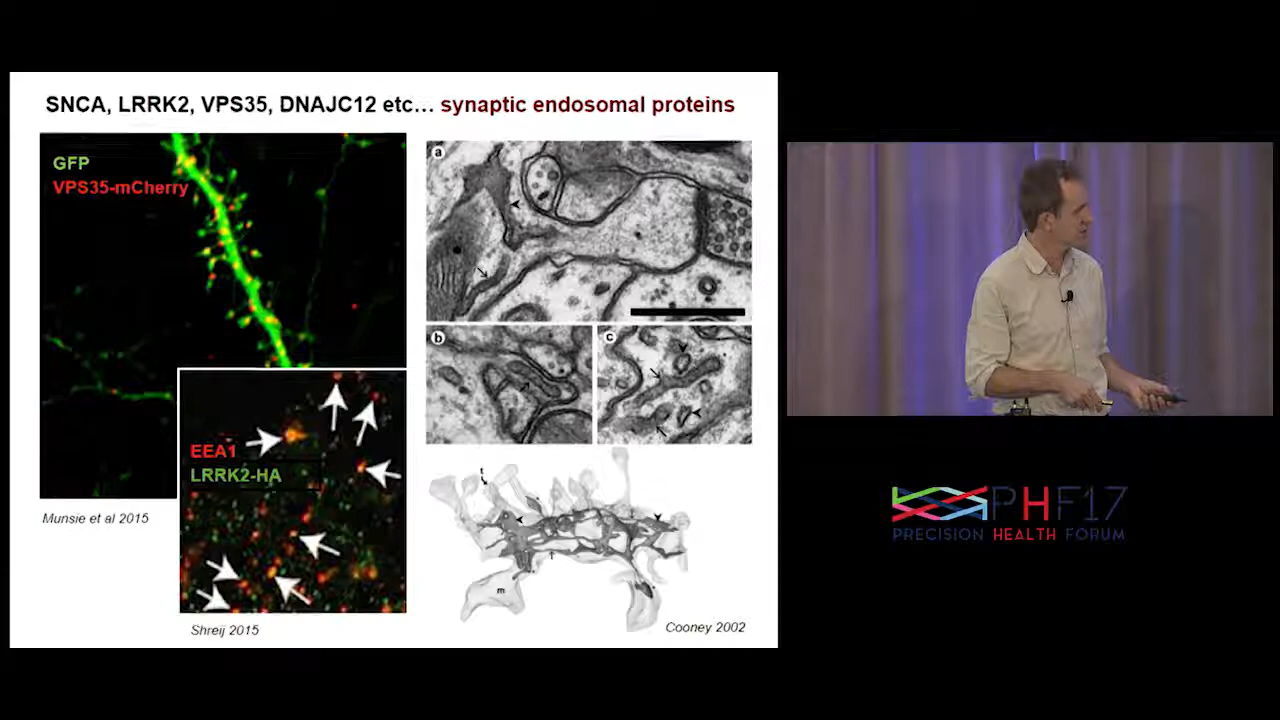 SNCA, LRRK2, VPS35, DNAJC12 etc... synaptic endosomal proteins
GFP
VPS35-mCherry
EEA1
LRRK2-HA
Munsie et al 2015
Shreij 2015
a
b
c
t
m
Cooney 2002
PHF17
PRECISION HEALTH FORUM